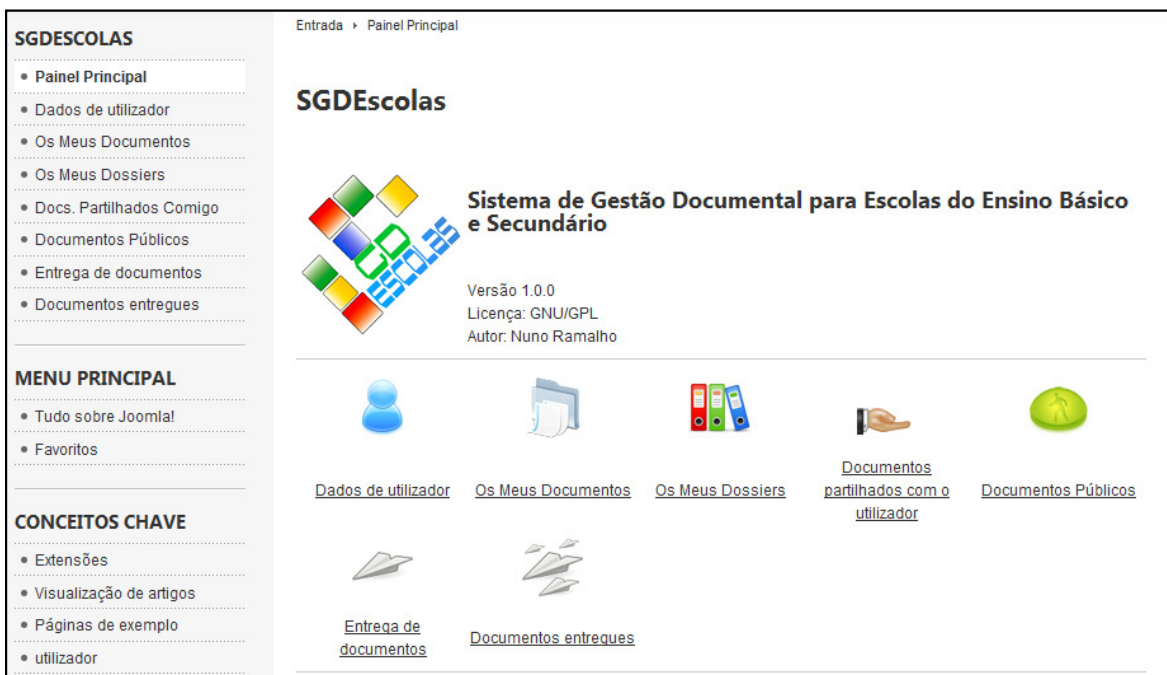 SGDESCOLAS
Painel Principal
Dados de utilizador
Os Meus Documentos
Os Meus Dossiers
Docs. Partilhados Comigo
Documentos Públicos
Entrega de documentos
Documentos entregues
MENU PRINCIPAL
Tudo sobre Joomla!
Favoritos
CONCEITOS CHAVE
Extensões
Visualização de artigos
Páginas de exemplo
utilizador
Entrada ▸ Painel Principal
SGDEscolas
GD
ESCOLAS
Sistema de Gestão Documental para Escolas do Ensino Básico
e Secundário
Versão 1.0.0
Licença: GNU/GPL
Autor: Nuno Ramalho
Dados de utilizador
Os Meus Documentos
Os Meus Dossiers
Documentos
partilhados com o
utilizador
Documentos Públicos
Entrega de
documentos
Documentos entregues